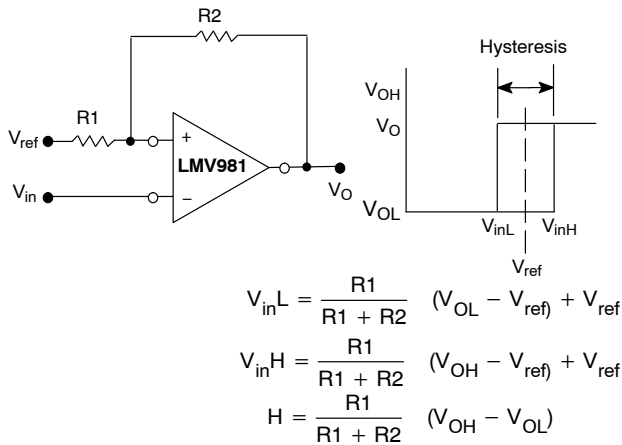 R2
Hysteresis
R1
V_OH
V_ref
+
LMV981
V_O
V_in
−
V_O
V_OL
V_inL
V_inH
V_ref
V_inL = R1 / (R1 + R2) (V_OL − V_ref) + V_ref
V_inH = R1 / (R1 + R2) (V_OH − V_ref) + V_ref
H = R1 / (R1 + R2) (V_OH − V_OL)